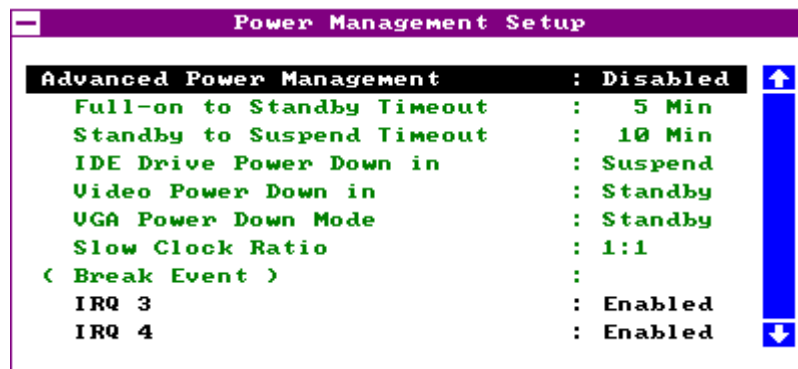 Power Management Setup
Advanced Power Management : Disabled
Full-on to Standby Timeout : 5 Min
Standby to Suspend Timeout : 10 Min
IDE Drive Power Down in : Suspend
Video Power Down in : Standby
VGA Power Down Mode : Standby
Slow Clock Ratio : 1:1
( Break Event ) :
IRQ 3 : Enabled
IRQ 4 : Enabled